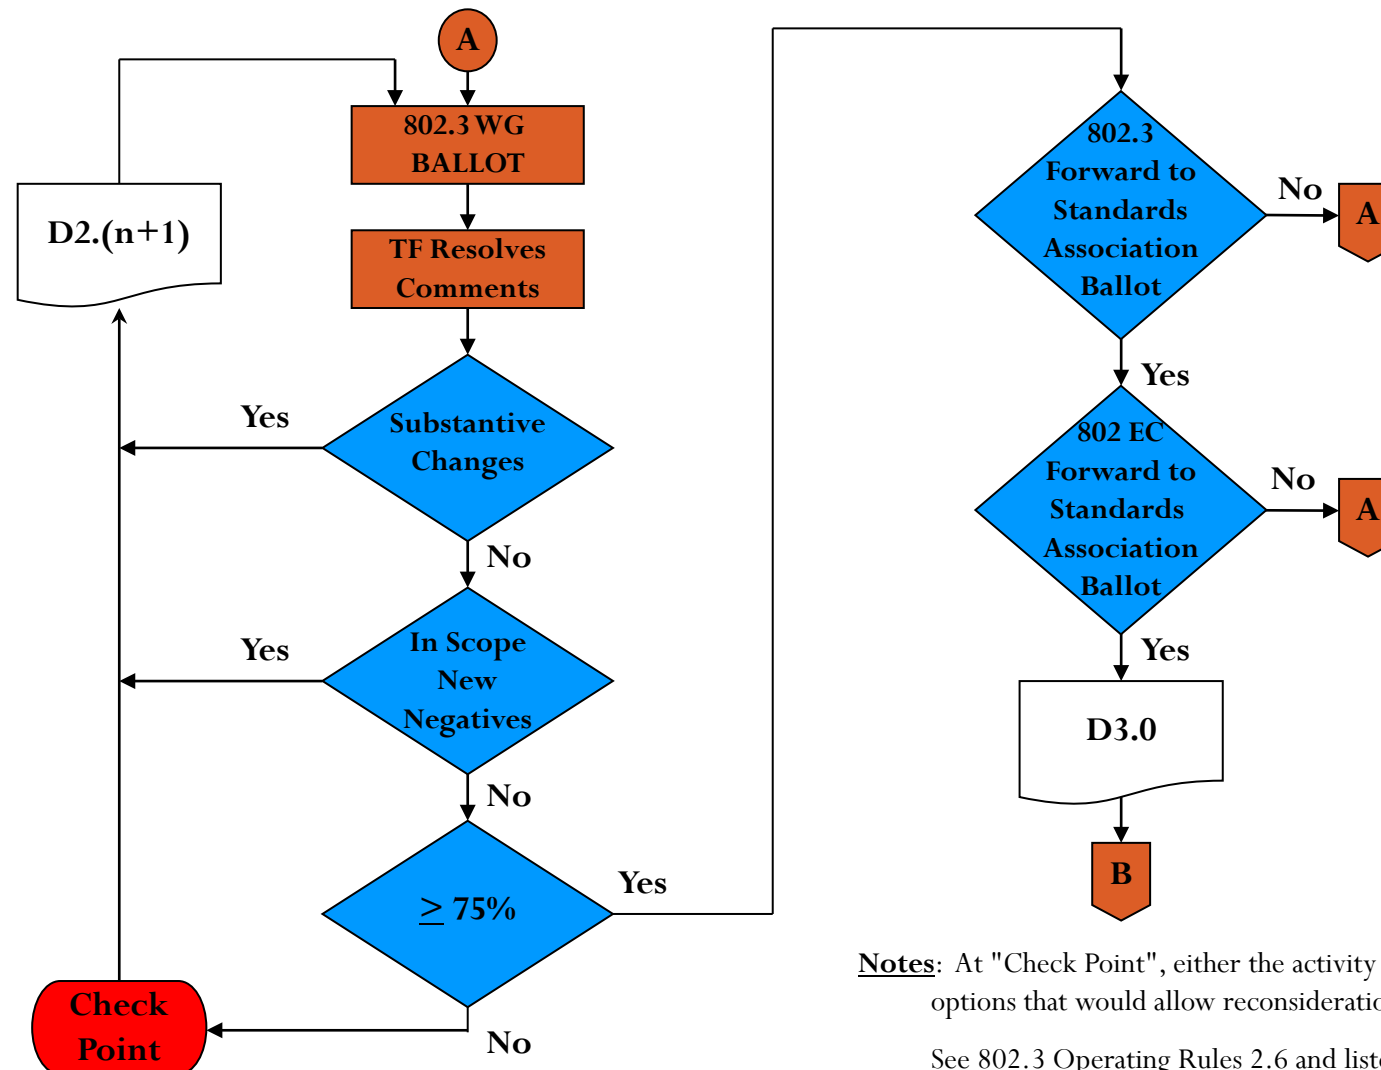 A
802.3 WG
BALLOT
D2.(n+1)
TF Resolves
Comments
Substantive
Changes
Yes
No
In Scope
New
Negatives
Yes
No
≥ 75%
Yes
No
Check
Point
802.3
Forward to
Standards
Association
Ballot
No
A
Yes
802 EC
Forward to
Standards
Association
Ballot
No
A
Yes
D3.0
B
Notes: At "Check Point", either the activity
options that would allow
See 802.3 Operating Rules 2.6 and